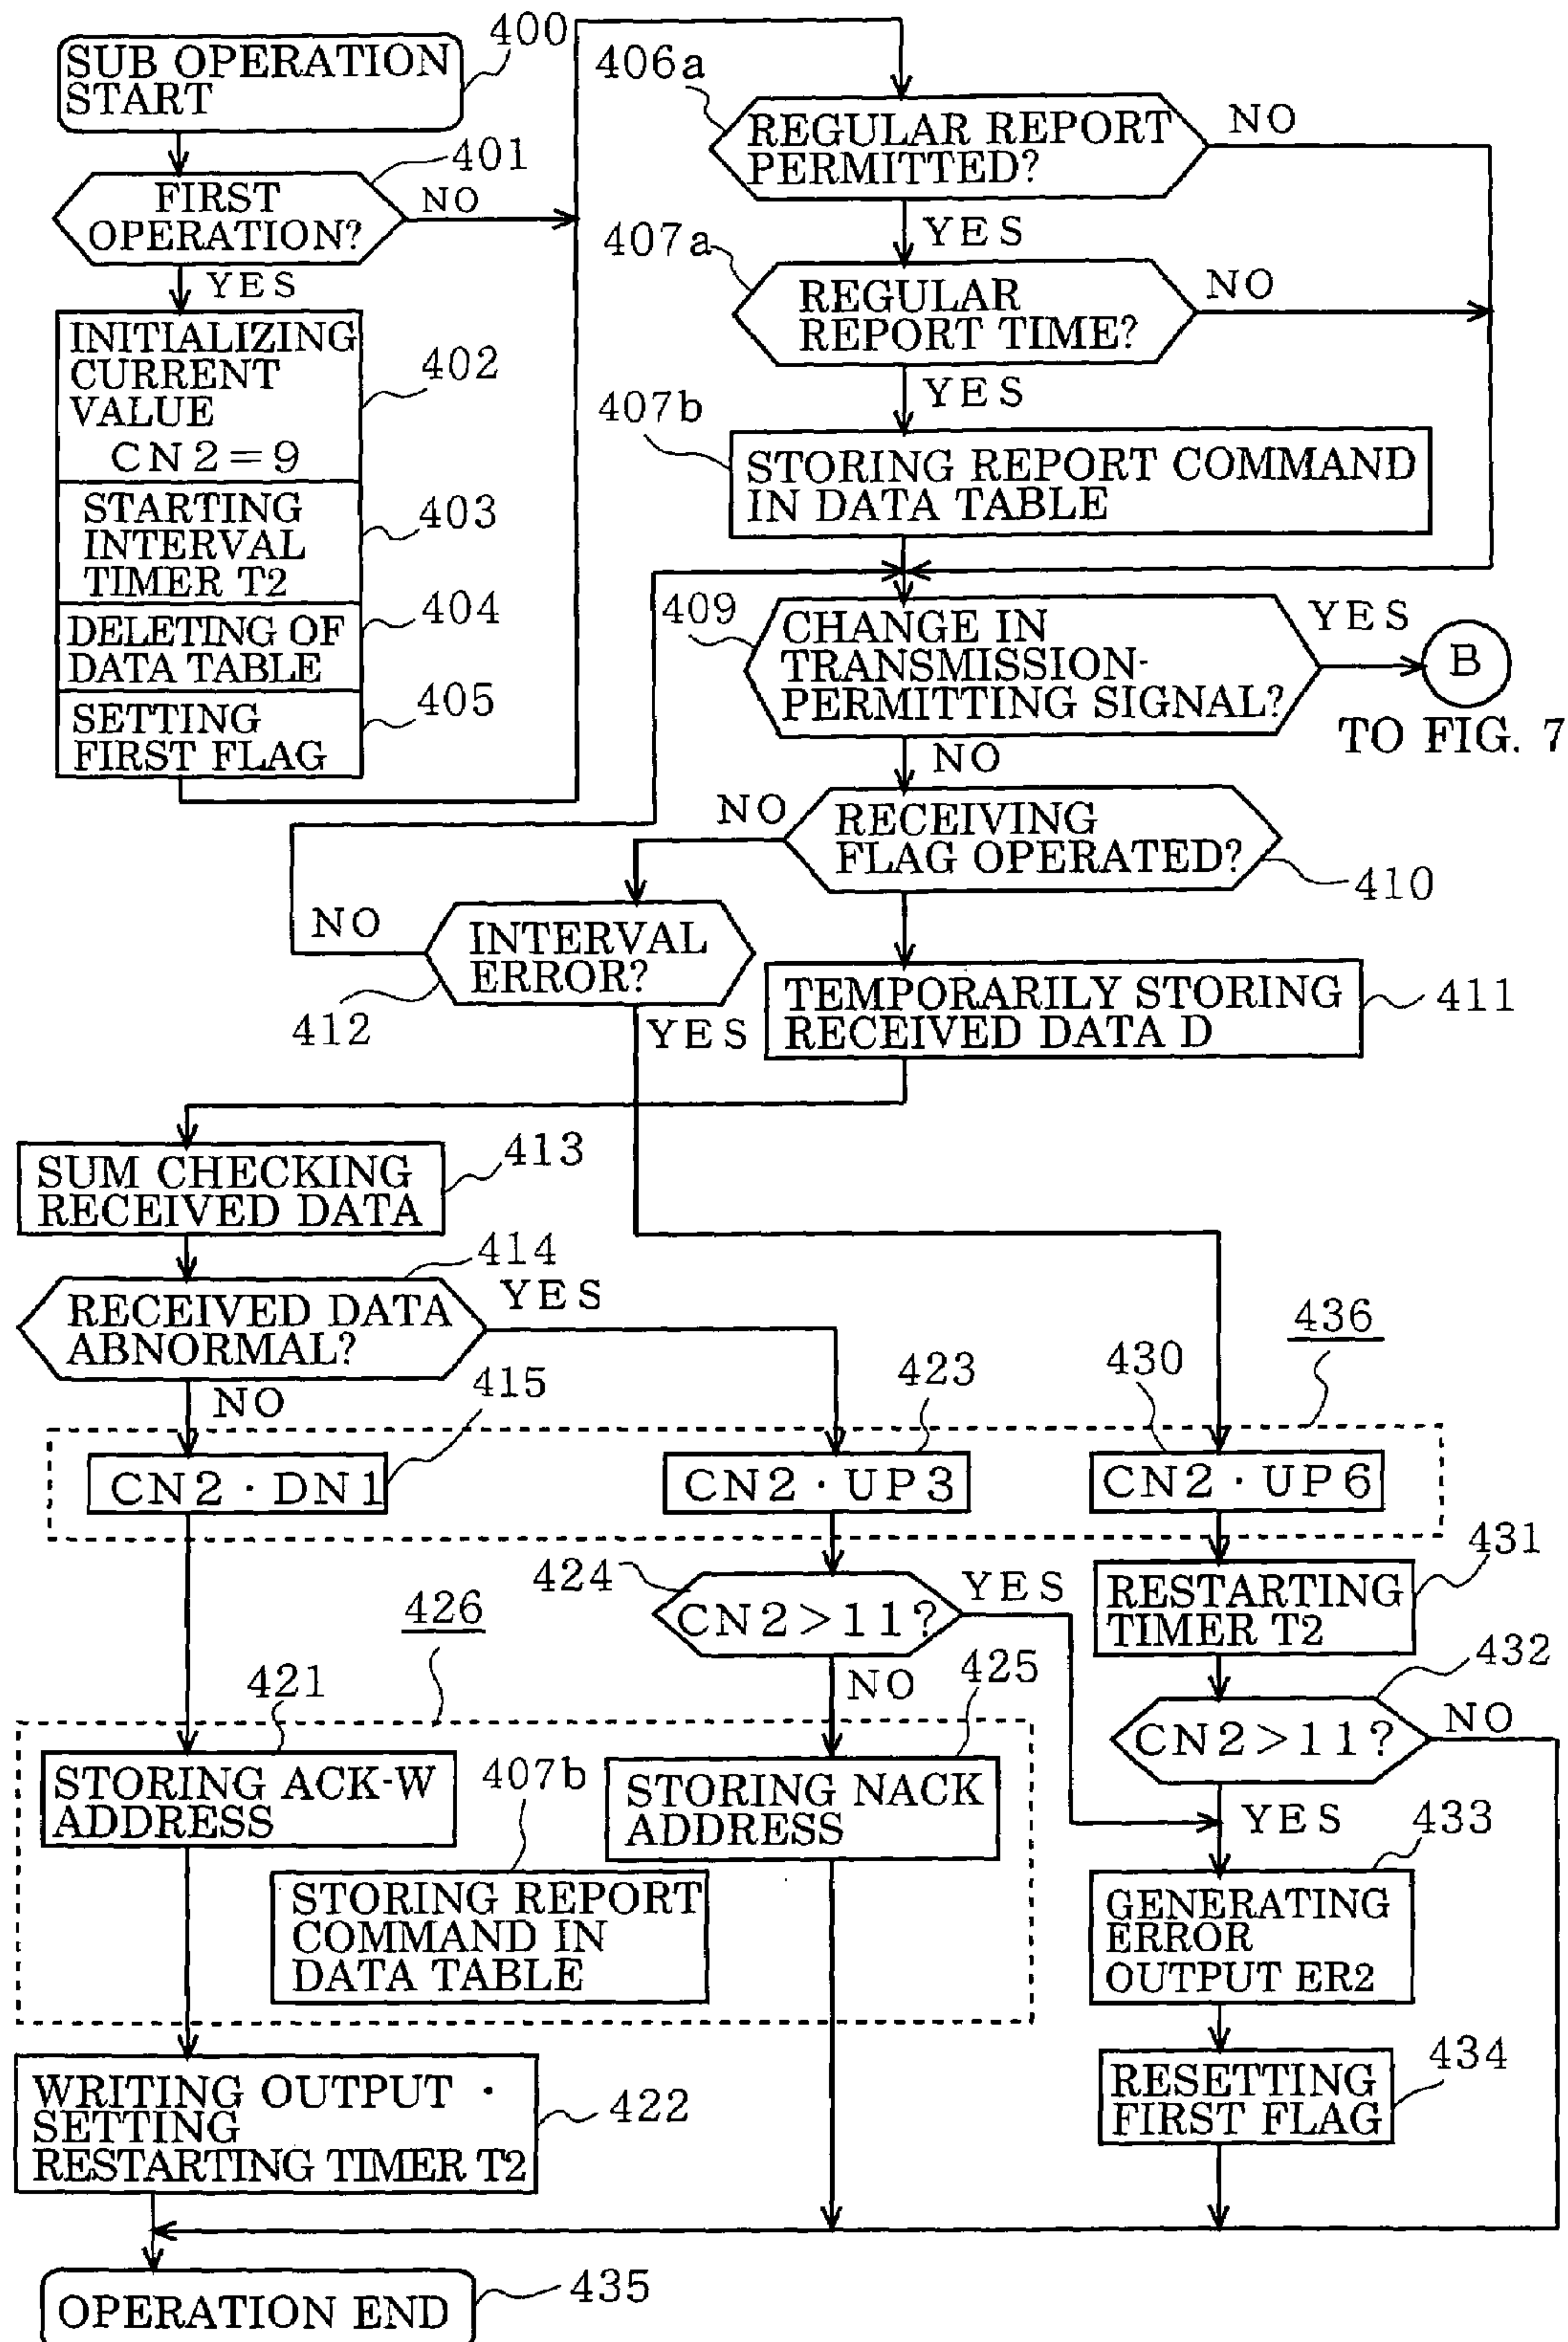 SUB OPERATION
START
400
FIRST
OPERATION?
401
NO
YES
INITIALIZING
CURRENT
VALUE
CN2=9
402
STARTING
INTERVAL
TIMER T2
403
DELETING OF
DATA TABLE
404
SETTING
FIRST FLAG
405
406a
REGULAR REPORT
PERMITTED?
NO
YES
407a
REGULAR
REPORT TIME?
NO
YES
407b
STORING REPORT COMMAND
IN DATA TABLE
409
CHANGE IN
TRANSMISSION-
PERMITTING SIGNAL?
YES
B
TO FIG. 7
NO
RECEIVING
FLAG OPERATED?
NO
410
INTERVAL
ERROR?
NO
412
YES
TEMPORARILY STORING
RECEIVED DATA D
411
SUM CHECKING
RECEIVED DATA
413
414
RECEIVED DATA
ABNORMAL?
YES
NO
415
423
430
436
CN2・DN1
CN2・UP3
CN2・UP6
424
CN2>11?
YES
NO
RESTARTING
TIMER T2
431
CN2>11?
432
NO
YES
426
421
STORING ACK-W
ADDRESS
407b
STORING REPORT
COMMAND IN
DATA TABLE
425
STORING NACK
ADDRESS
433
GENERATING
ERROR
OUTPUT ER2
RESETTING
FIRST FLAG
434
WRITING OUTPUT ・
SETTING
RESTARTING TIMER T2
422
OPERATION END
435